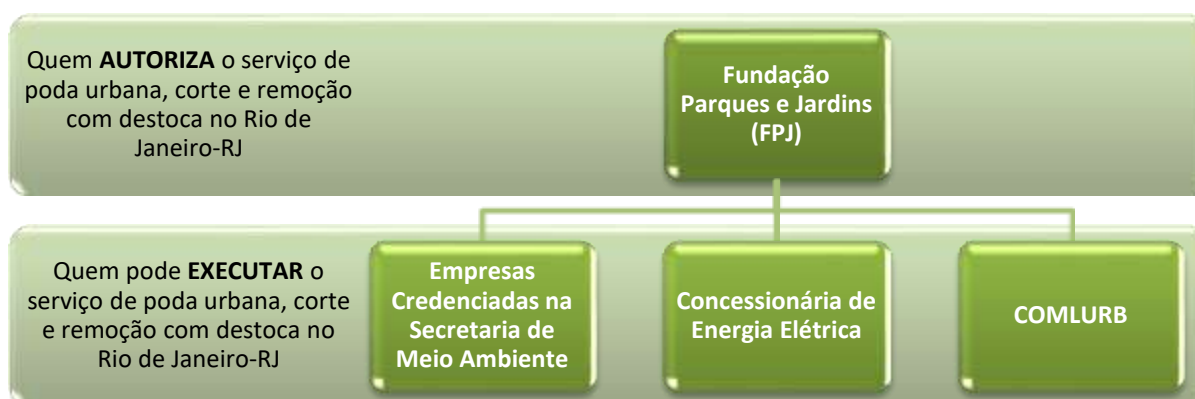 Quem AUTORIZA o serviço de
poda urbana, corte e remoção
com destoca no Rio de
Janeiro-RJ
Fundação
Parques e Jardins
(FPJ)
Quem pode EXECUTAR o
serviço de poda urbana, corte
e remoção com destoca no
Rio de Janeiro-RJ
Empresas
Credenciadas na
Secretaria de
Meio Ambiente
Concessionária de
Energia Elétrica
COMLURB